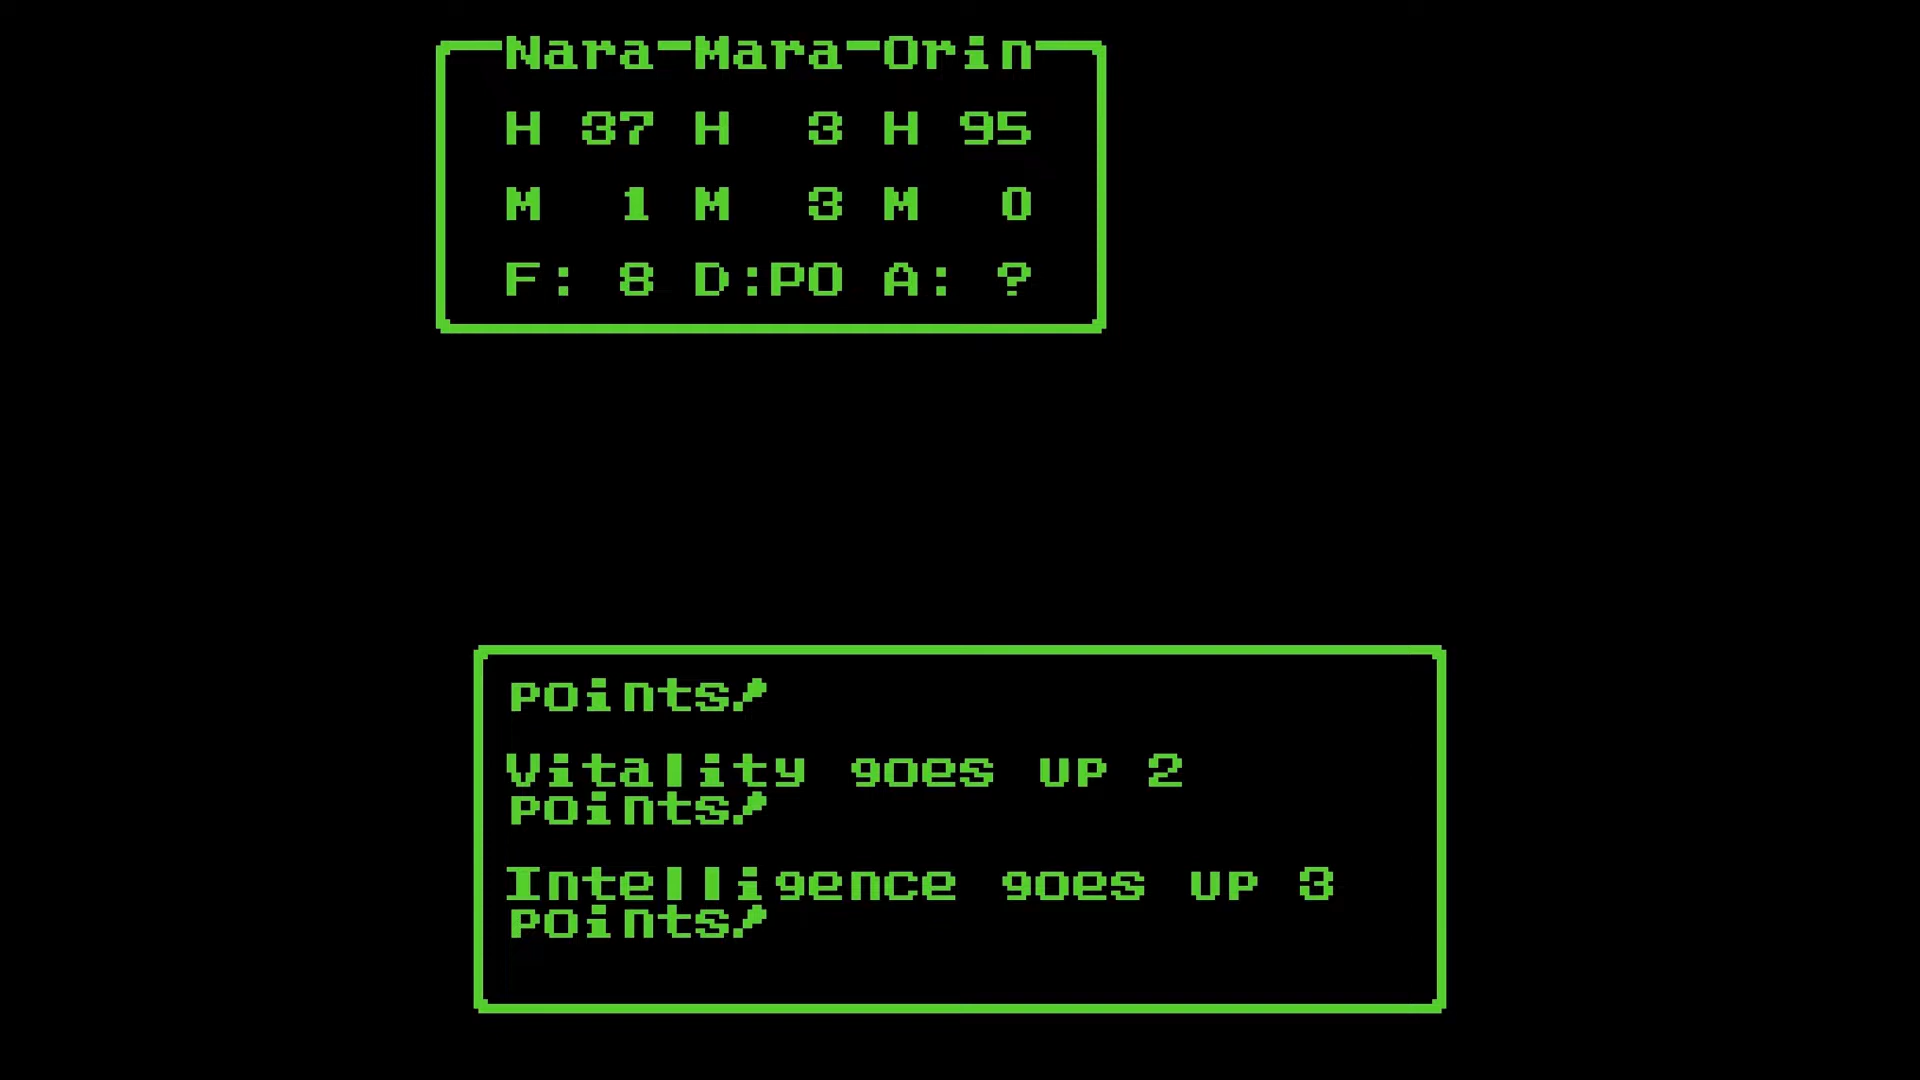 Nara-Mara-Orin
H 37 H 3 H 95
M 1 M 3 M 0
F: 8 D:PO A: ?
points!
Vitality goes up 2
points!
Intelligence goes up 3
points!